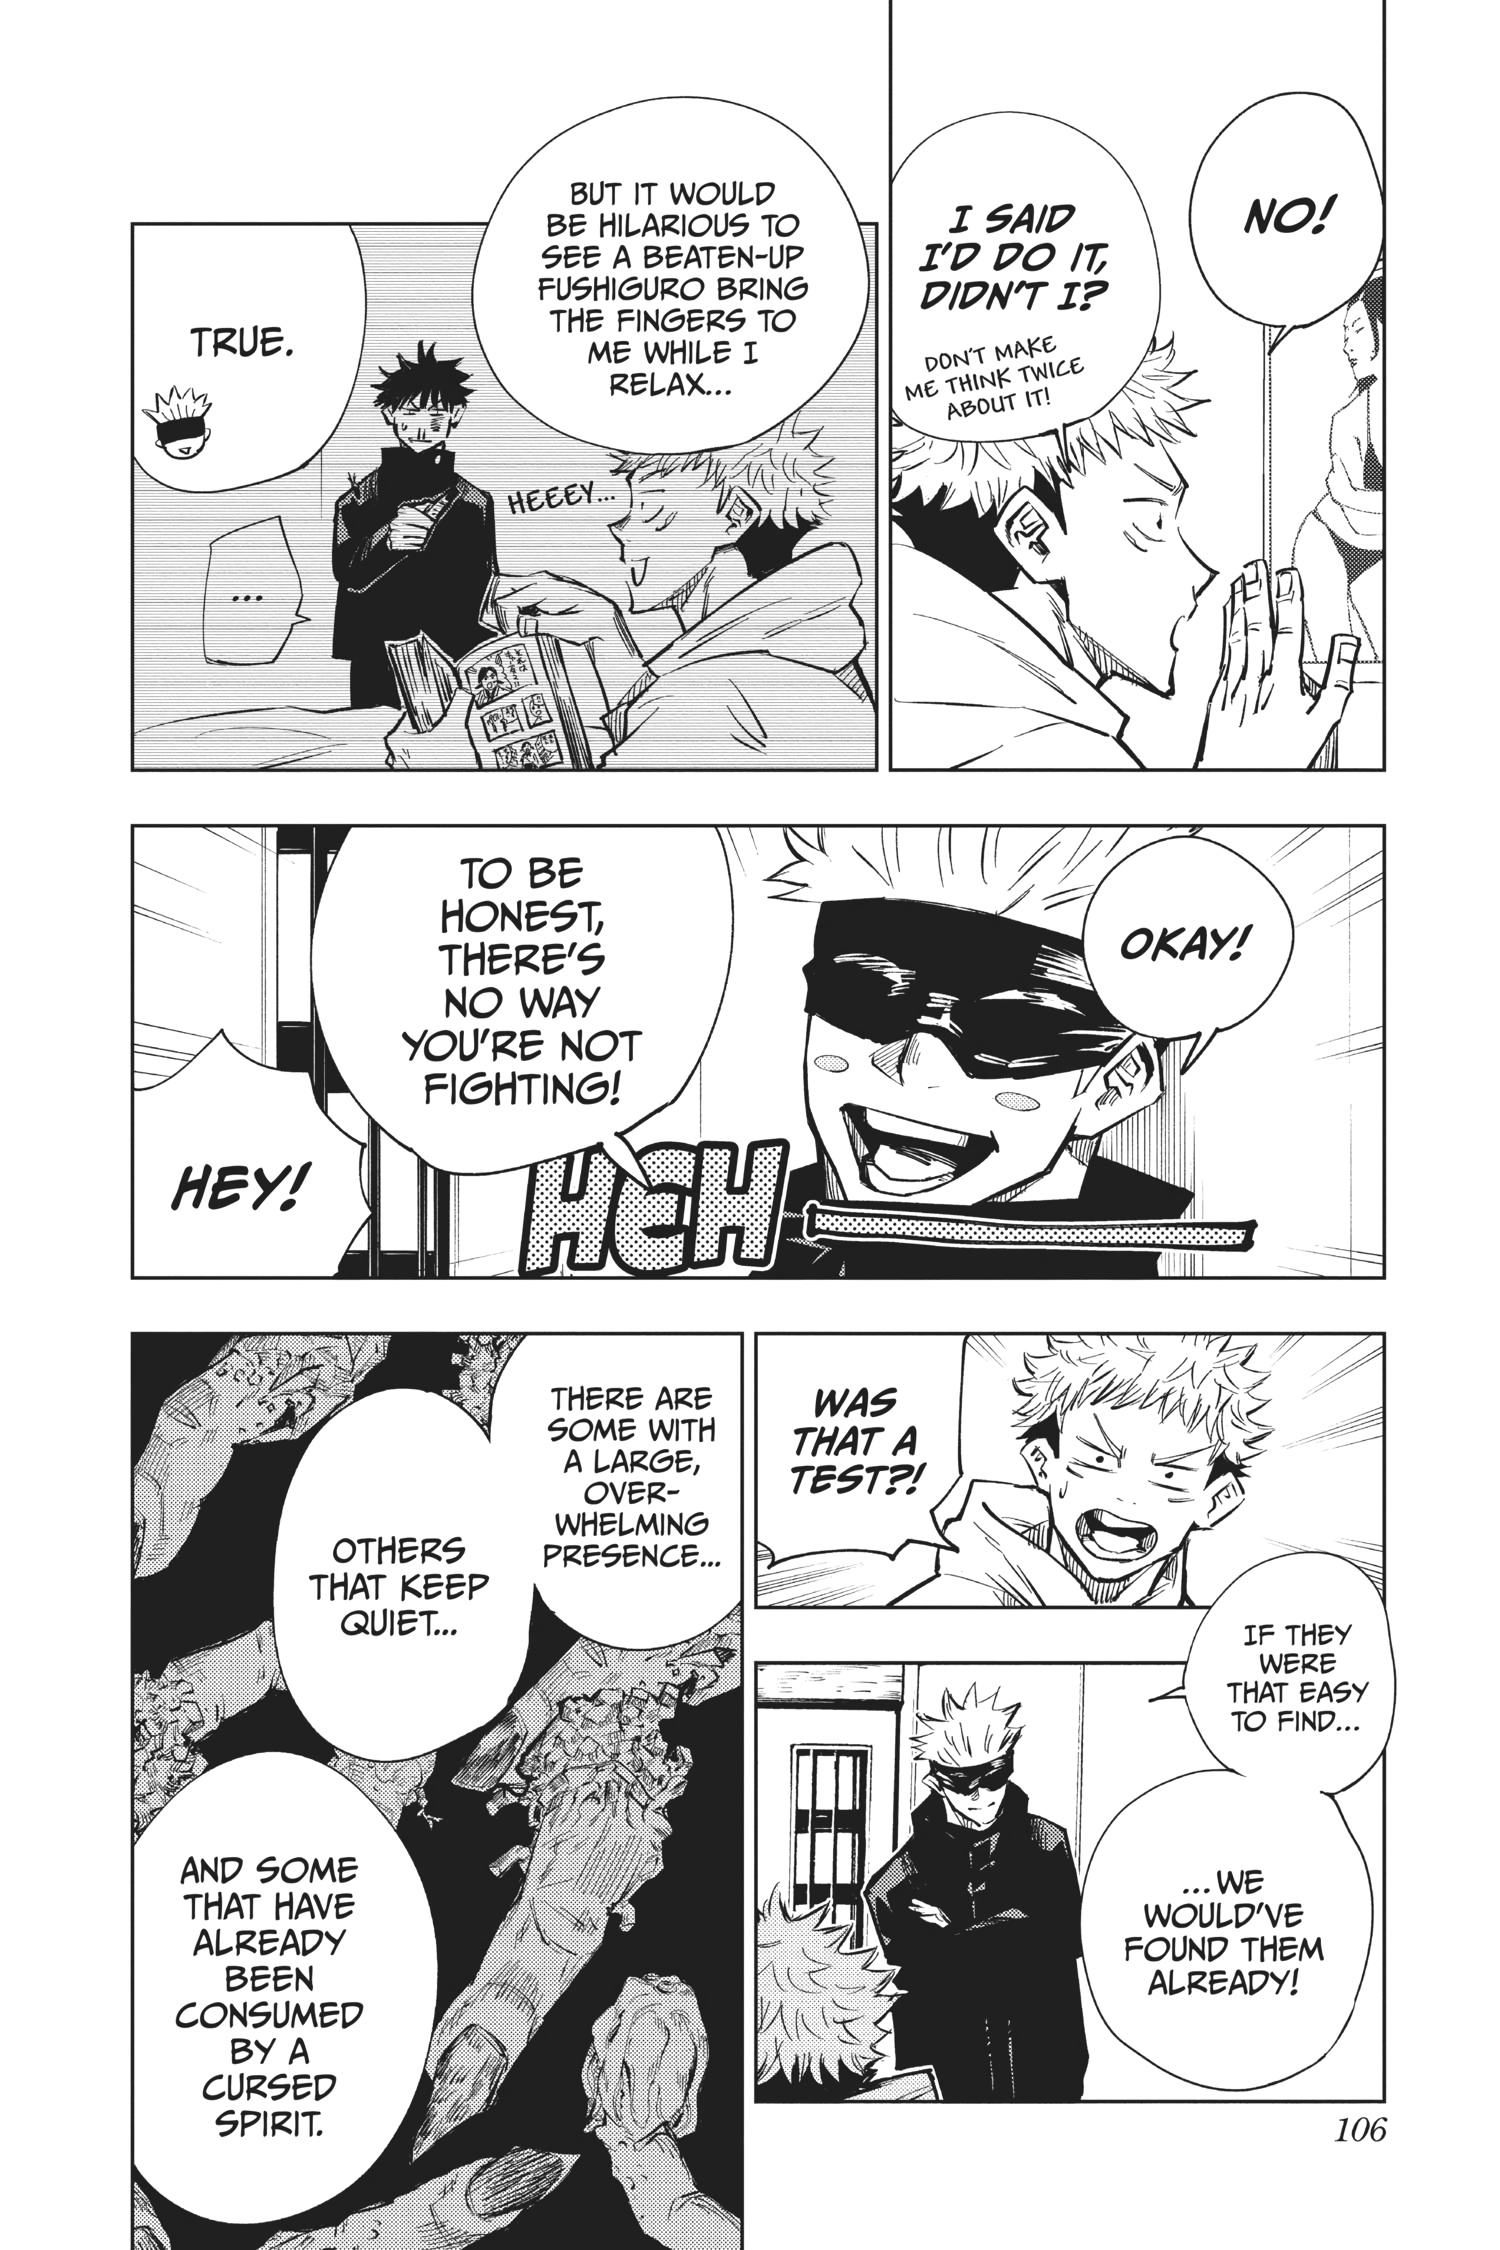 NO!
I SAID
I'D DO IT,
DIDN'T I?
DON'T MAKE
ME THINK TWICE
ABOUT IT!
BUT IT WOULD
BE HILARIOUS TO
SEE A BEATEN-UP
FUSHIGURO BRING
THE FINGERS TO
ME WHILE I
RELAX...
HEEEY...
TRUE.
...
OKAY!
TO BE
HONEST,
THERE'S
NO WAY
YOU'RE NOT
FIGHTING!
HEH
HEY!
WAS
THAT A
TEST?!
IF THEY
WERE
THAT EASY
TO FIND...
...WE
WOULD'VE
FOUND THEM
ALREADY!
THERE ARE
SOME WITH
A LARGE,
OVER-
WHELMING
PRESENCE...
OTHERS
THAT KEEP
QUIET...
AND SOME
THAT HAVE
ALREADY
BEEN
CONSUMED
BY A
CURSED
SPIRIT.
106